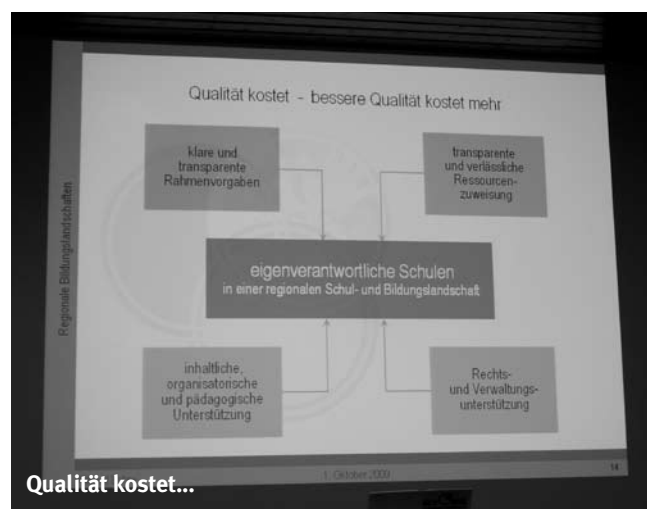 Qualität kostet - bessere Qualität kostet mehr
klare und
transparente
Rahmenvorgaben
transparente
und verlässliche
Ressourcen-
zuweisung
Regionale Bildungslandschaften
eigenverantwortliche Schulen
in einer regionalen Schul- und Bildungslandschaft
inhaltliche,
organisatorische
und pädagogische
Unterstützung
Rechts-
und Verwaltungs-
unterstützung
1. Oktober 2009
14
Qualität kostet...